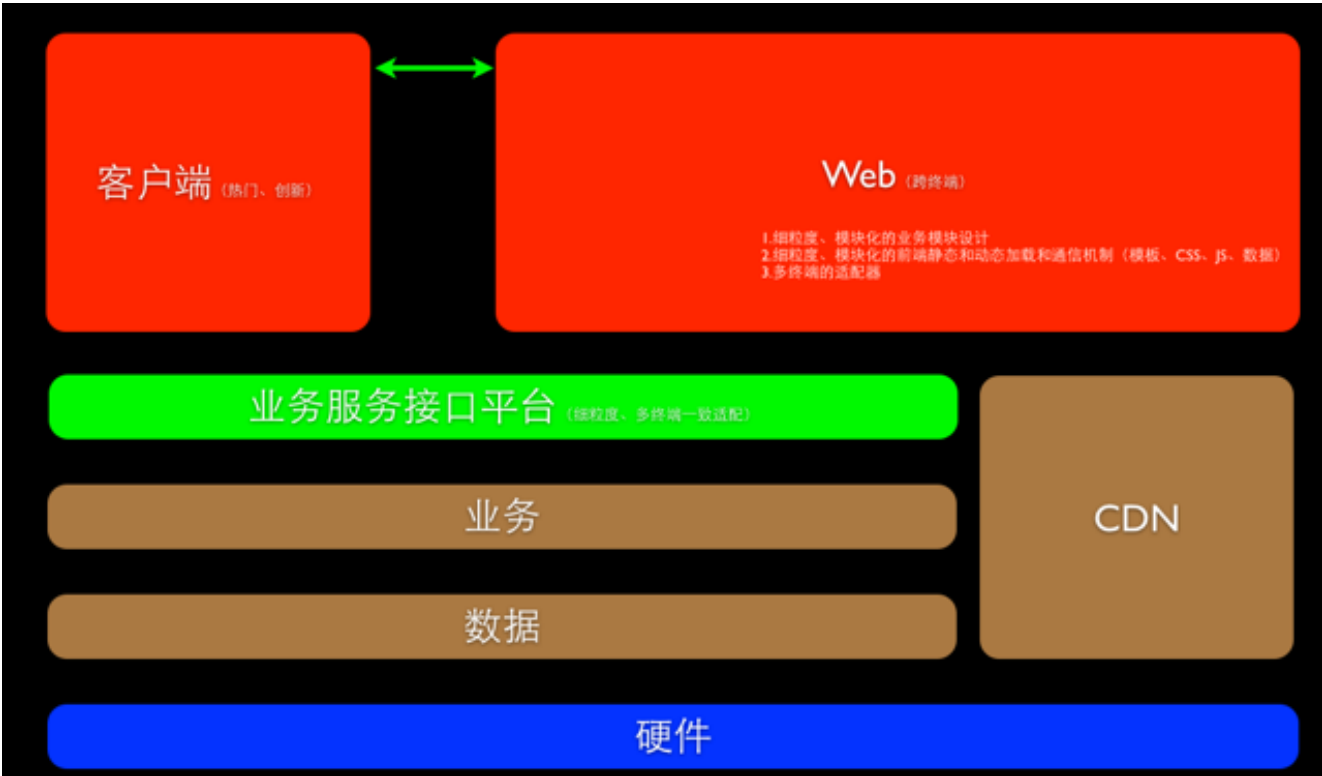 客户端（热门、创新）
Web（跨终端）
1.细粒度、模块化的业务模块设计
2.细粒度、模块化的前端静态和动态加载和通信机制（模板、CSS、JS、数据）
3.多终端的适配器
业务服务接口平台（细粒度、多终端一致适配）
业务
CDN
数据
硬件